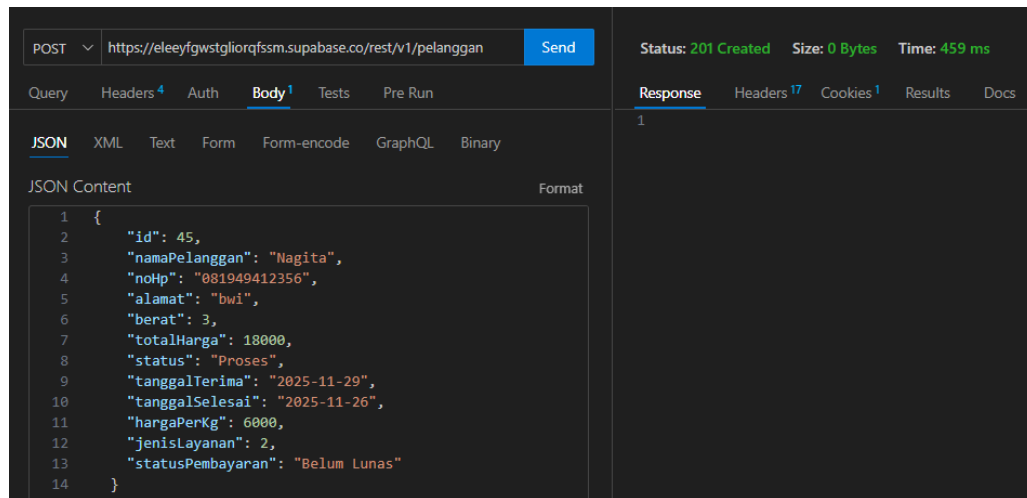 POST https://eleeyfgwstgliorqfssm.supabase.co/rest/v1/pelanggan Send
Query Headers 4 Auth Body 1 Tests Pre Run
JSON XML Text Form Form-encode GraphQL Binary
JSON Content Format
1 {
2 "id": 45,
3 "namaPelanggan": "Nagita",
4 "noHp": "081949412356",
5 "alamat": "bwi",
6 "berat": 3,
7 "totalHarga": 18000,
8 "status": "Proses",
9 "tanggalTerima": "2025-11-29",
10 "tanggalSelesai": "2025-11-26",
11 "hargaPerKg": 6000,
12 "jenisLayanan": 2,
13 "statusPembayaran": "Belum Lunas"
14 }
Status: 201 Created Size: 0 Bytes Time: 459 ms
Response Headers 17 Cookies 1 Results Docs
1